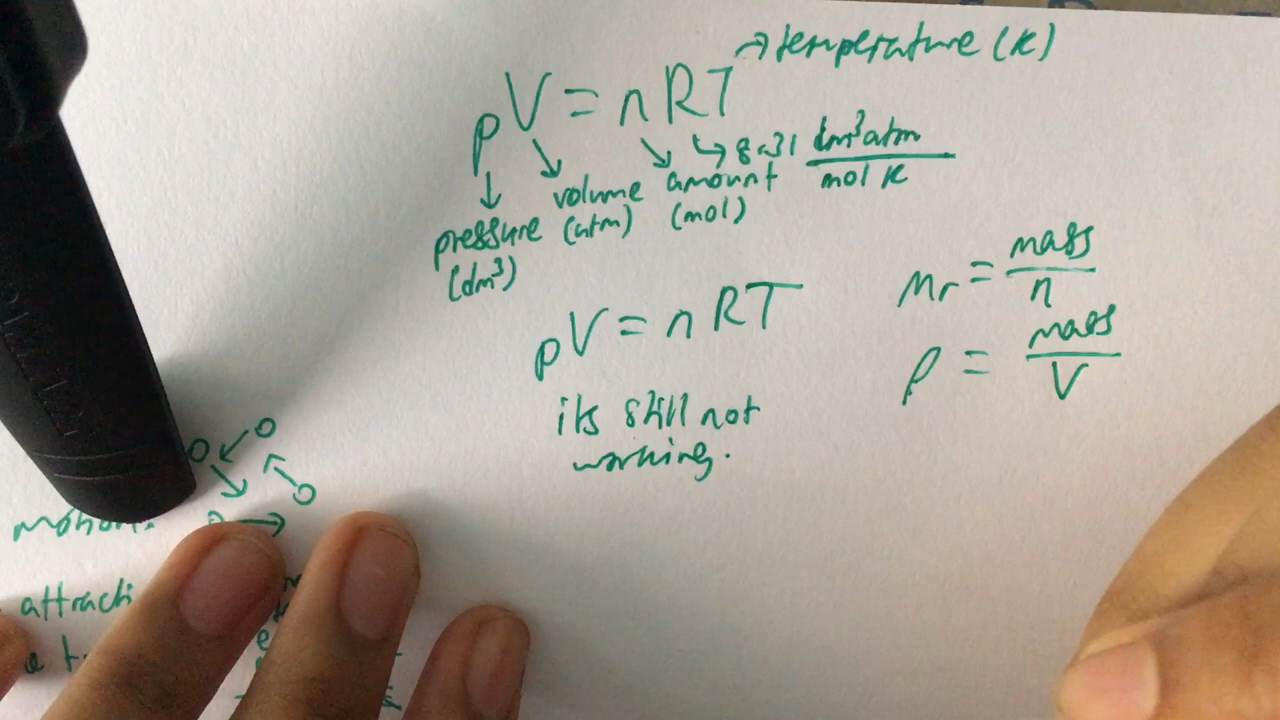 → temperature (K)
pV = nRT
↳ 8.31 dm³atm
mol K
volume amount
pressure (atm) (mol)
(dm³)
Mr = mass
n
pV = nRT
ρ = mass
V
its still not
working.
motion
attracti